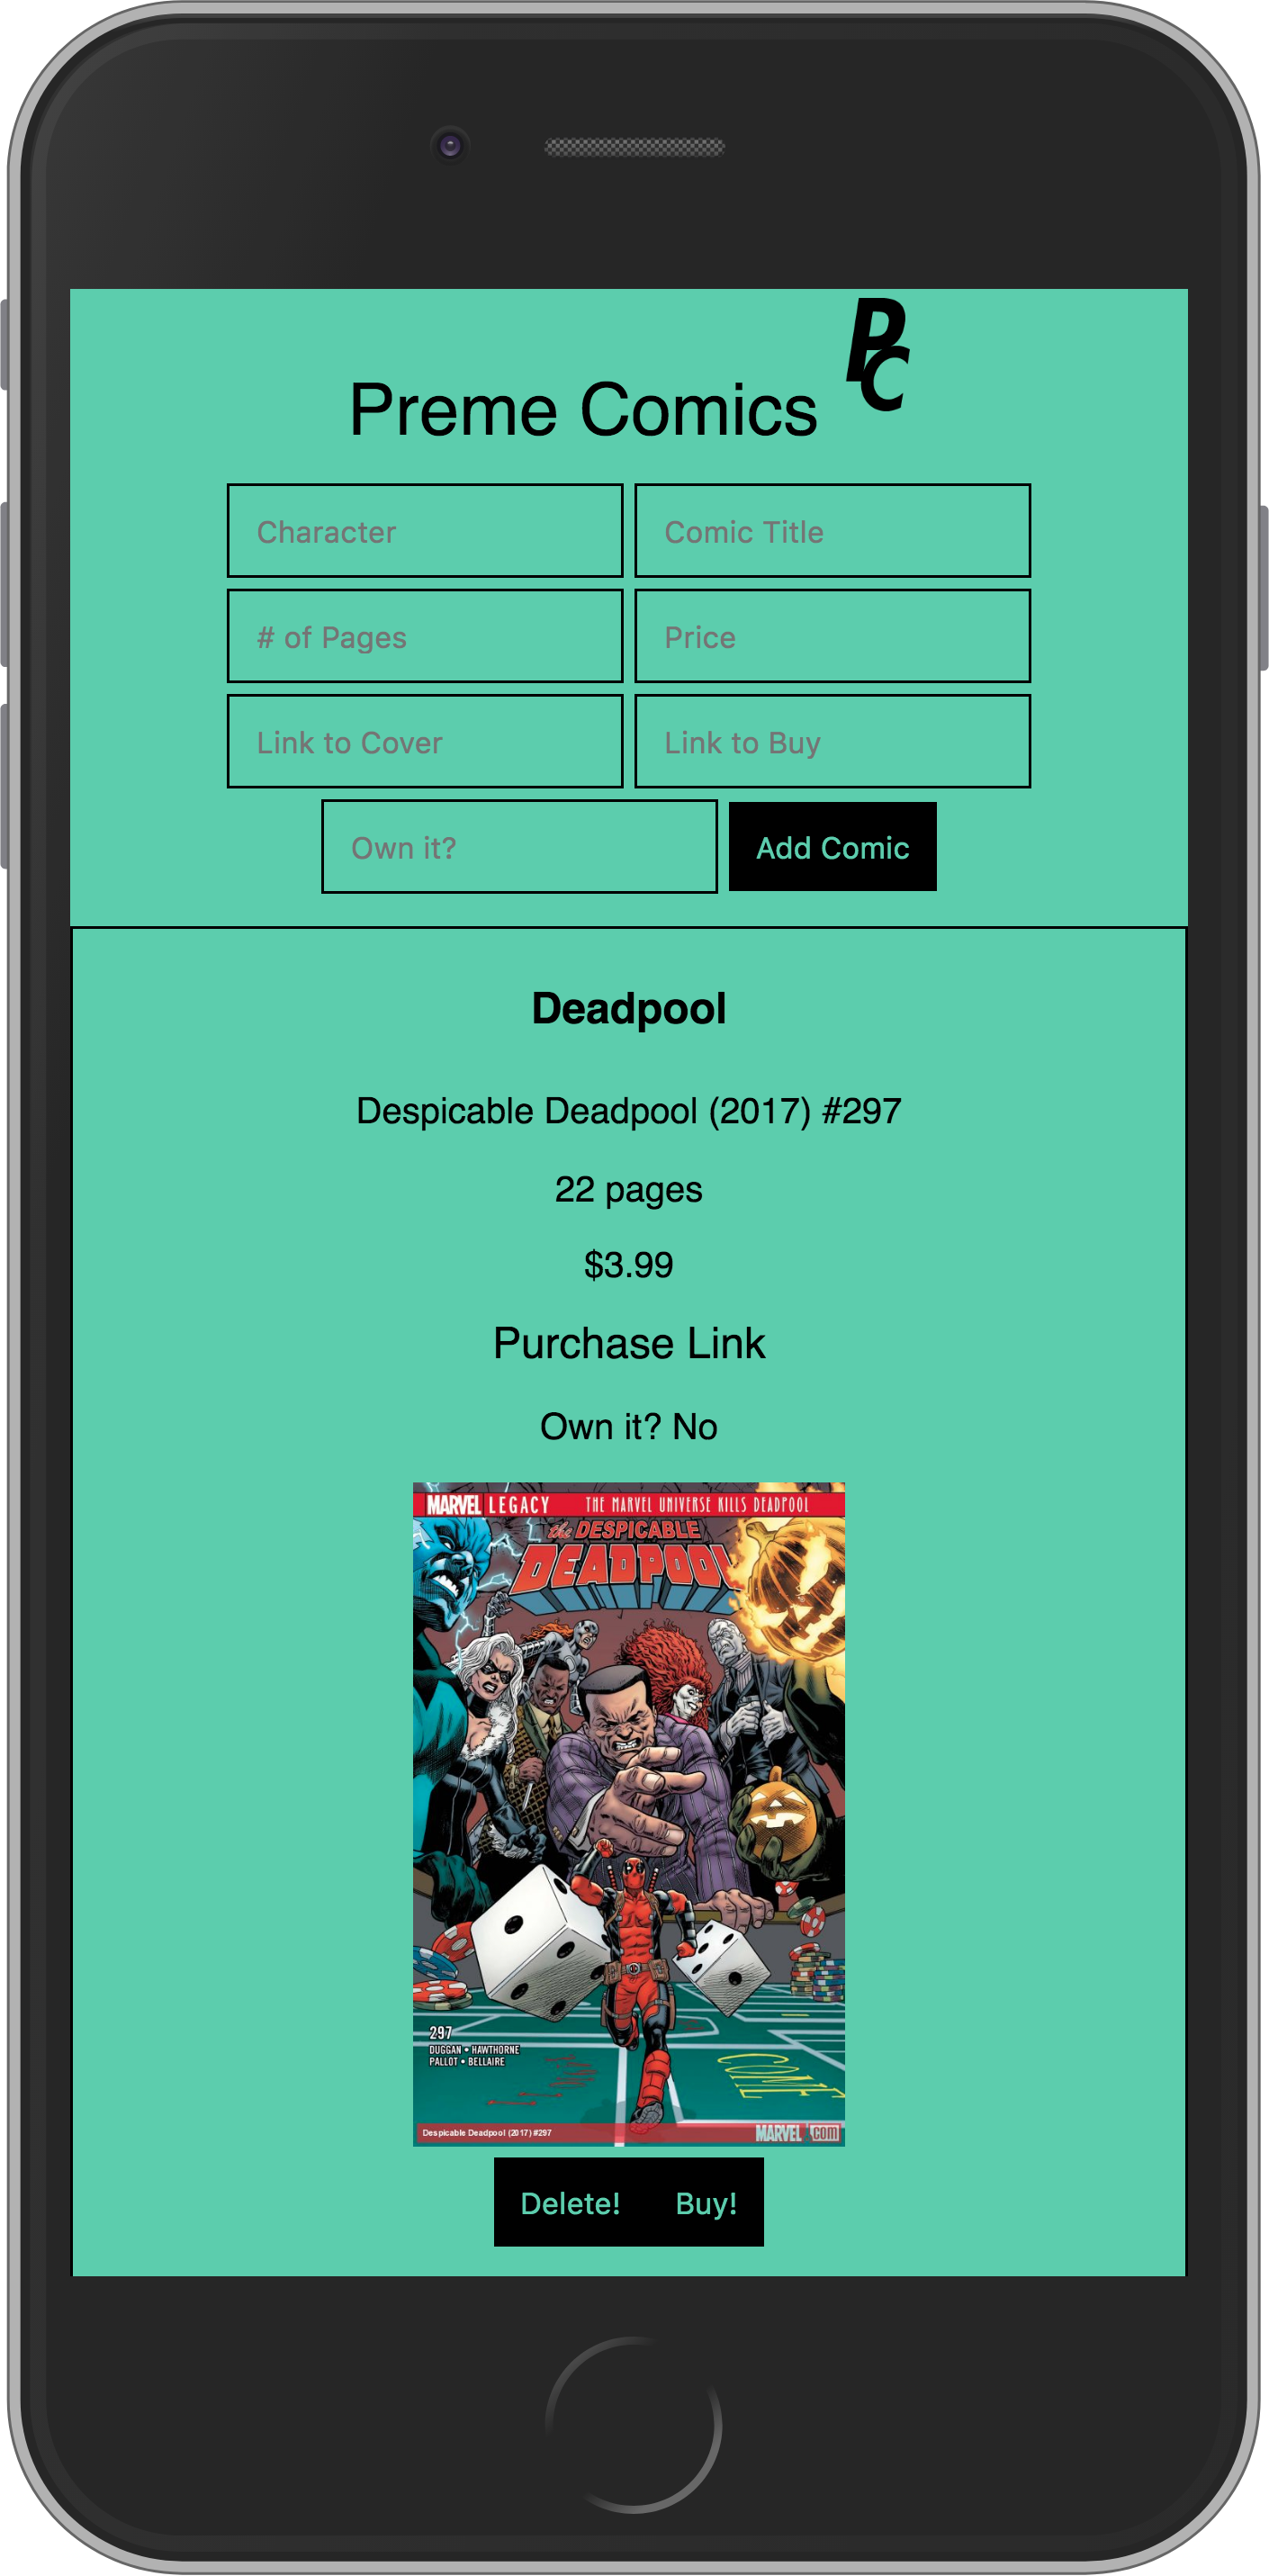 PC
Preme Comics
Character
Comic Title
# of Pages
Price
Link to Cover
Link to Buy
Own it?
Add Comic
Deadpool
Despicable Deadpool (2017) #297
22 pages
$3.99
Purchase Link
Own it? No
MARVEL LEGACY THE MARVEL UNIVERSE KILLS DEADPOOL
the DESPICABLE
DEADPOOL
297
DUGGAN • HAWTHORNE
PALLOT • BELLAIRE
COME
Despicable Deadpool (2017) #297
MARVEL.com
Delete!
Buy!